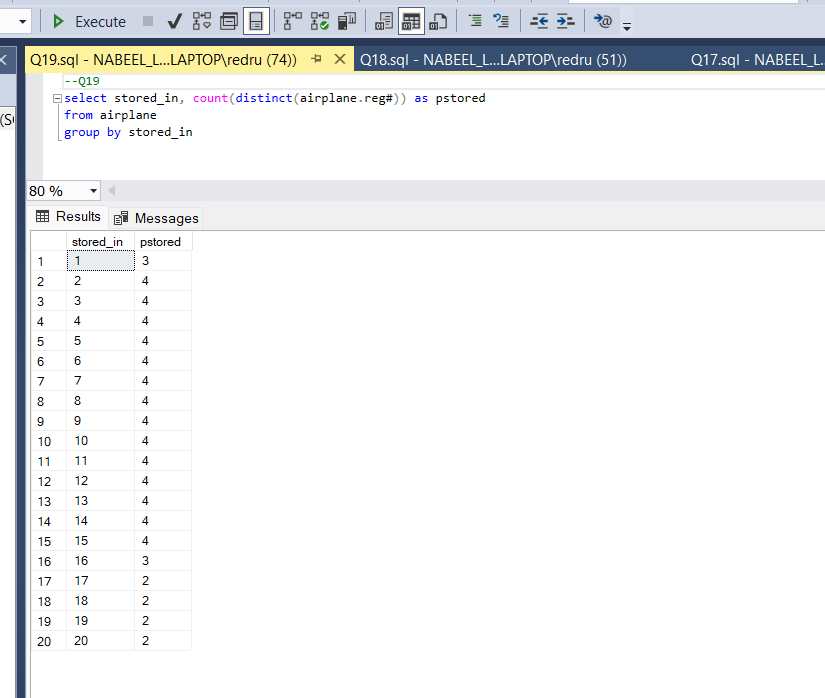 Execute
Q19.sql - NABEEL_L...LAPTOP\redru (74)) Q18.sql - NABEEL_L...LAPTOP\redru (51)) Q17.sql - NABEEL_L.
(S
--Q19
select stored_in, count(distinct(airplane.reg#)) as pstored
from airplane
group by stored_in
80 %
Results Messages
stored_in pstored
1 1 3
2 2 4
3 3 4
4 4 4
5 5 4
6 6 4
7 7 4
8 8 4
9 9 4
10 10 4
11 11 4
12 12 4
13 13 4
14 14 4
15 15 4
16 16 3
17 17 2
18 18 2
19 19 2
20 20 2